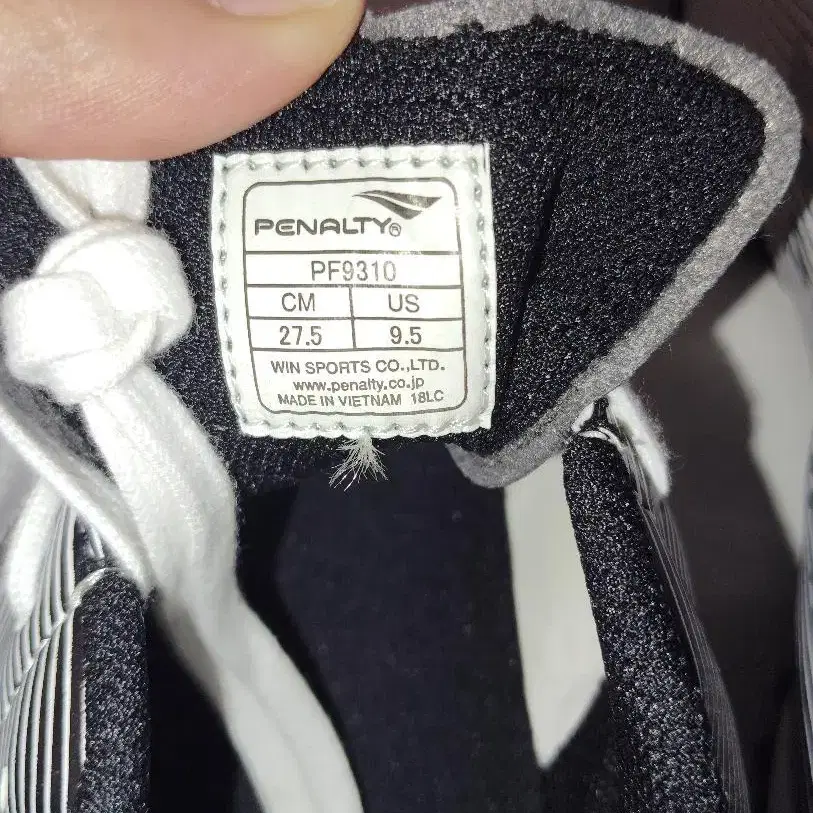 PENALTY®
PF9310
CM US
27.5 9.5
WIN SPORTS CO.,LTD.
www.penalty.co.jp
MADE IN VIETNAM 18LC